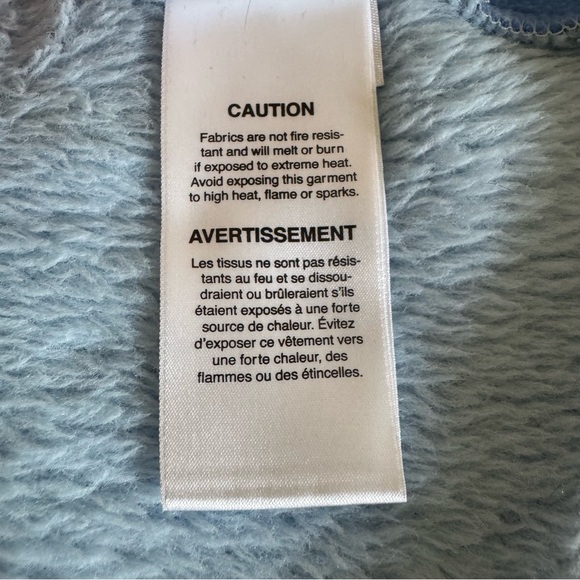 CAUTION
Fabrics are not fire resis-
tant and will melt or burn
if exposed to extreme heat.
Avoid exposing this garment
to high heat, flame or sparks.
AVERTISSEMENT
Les tissus ne sont pas résis-
tants au feu et se dissou-
draient ou brûleraient s'ils
étaient exposés à une forte
source de chaleur. Évitez
d'exposer ce vêtement vers
une forte chaleur, des
flammes ou des étincelles.